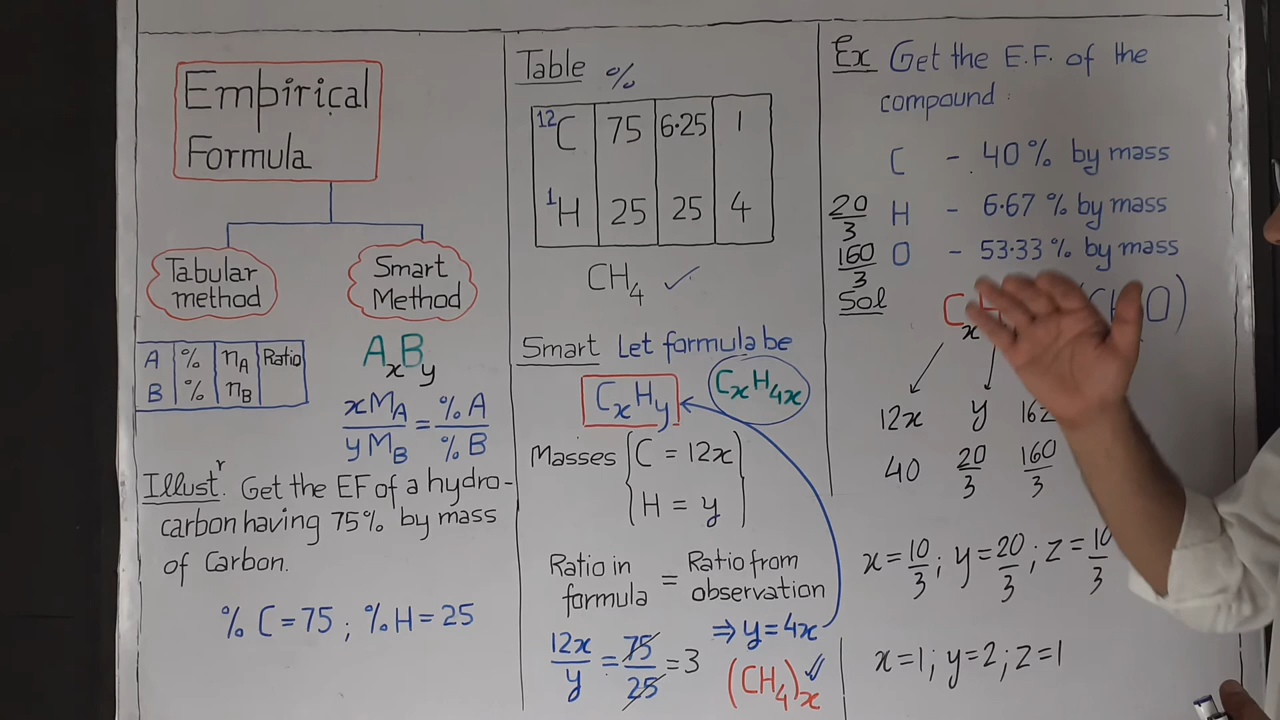 Empirical
Formula
Tabular
method
Smart
Method
A % nA Ratio
B % nB
AxBy
xMA/yMB = %A/%B
Illustr. Get the EF of a hydro-
carbon having 75% by mass
of Carbon.
% C = 75 ; % H = 25
Table %
¹²C 75 6.25 1
¹H 25 25 4
CH₄ ✓
Smart Let formula be
CxHy CxH4x
Masses { C = 12x
H = y }
Ratio in formula = Ratio from observation
12x/y = 75/25 = 3
⇒ y = 4x
(CH₄)x ✓
Ex Get the E.F. of the
compound :
C - 40 % by mass
20/3 H - 6.67 % by mass
160/3 O - 53.33 % by mass
Sol
Cx
O)
12x y 16z
40 20/3 160/3
x = 10/3 ; y = 20/3 ; z = 10/3
x = 1 ; y = 2 ; z = 1